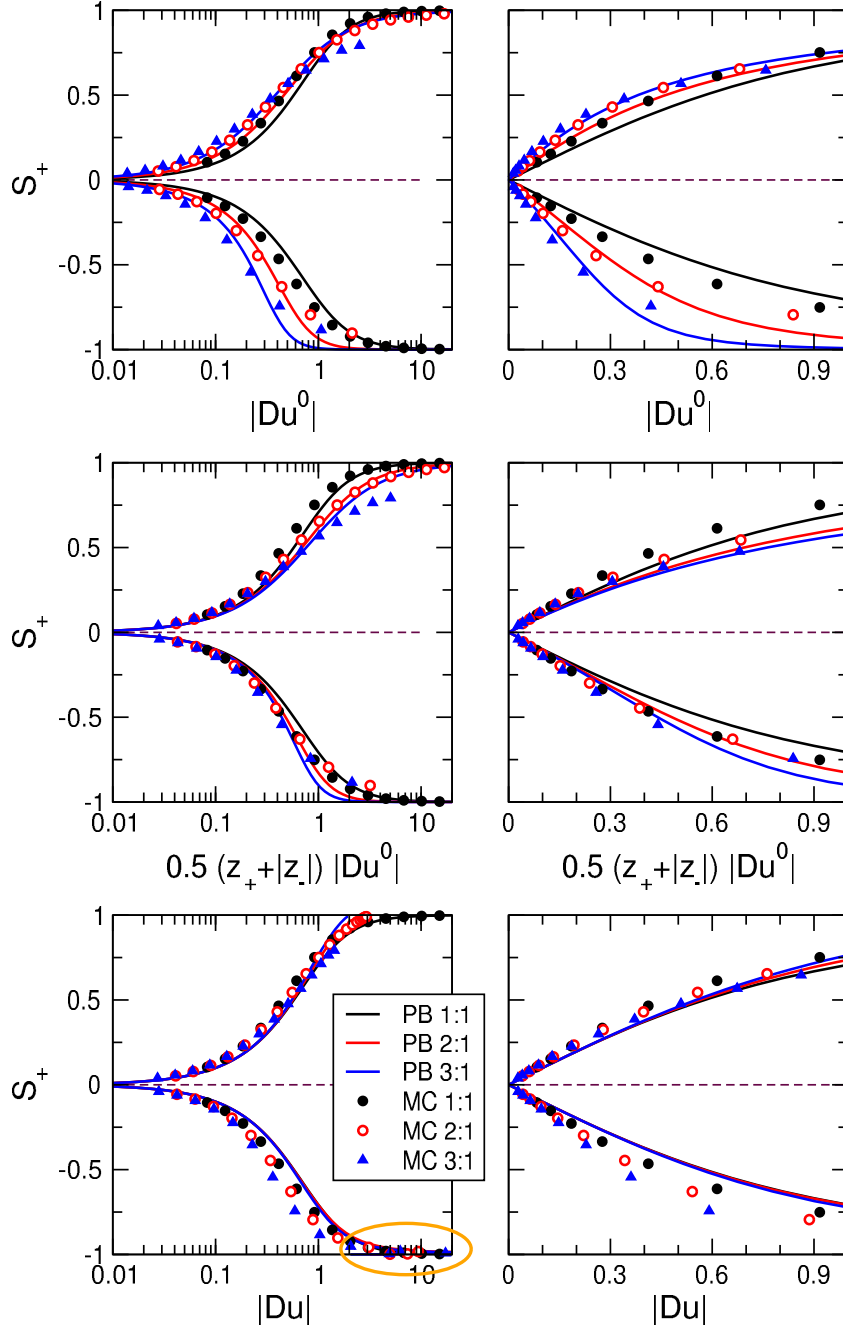 1 0.5 0 -0.5 -1
S₊
0.01 0.1 1 10 0 0.3 0.6 0.9
|Du⁰| |Du⁰|
1 0.5 0 -0.5 -1
S₊
0.01 0.1 1 10 0 0.3 0.6 0.9
0.5 (z₊+|z₋|) |Du⁰| 0.5 (z₊+|z₋|) |Du⁰|
1 0.5 0 -0.5 -1
S₊
PB 1:1
PB 2:1
PB 3:1
MC 1:1
MC 2:1
MC 3:1
0.01 0.1 1 10 0 0.3 0.6 0.9
|Du| |Du|